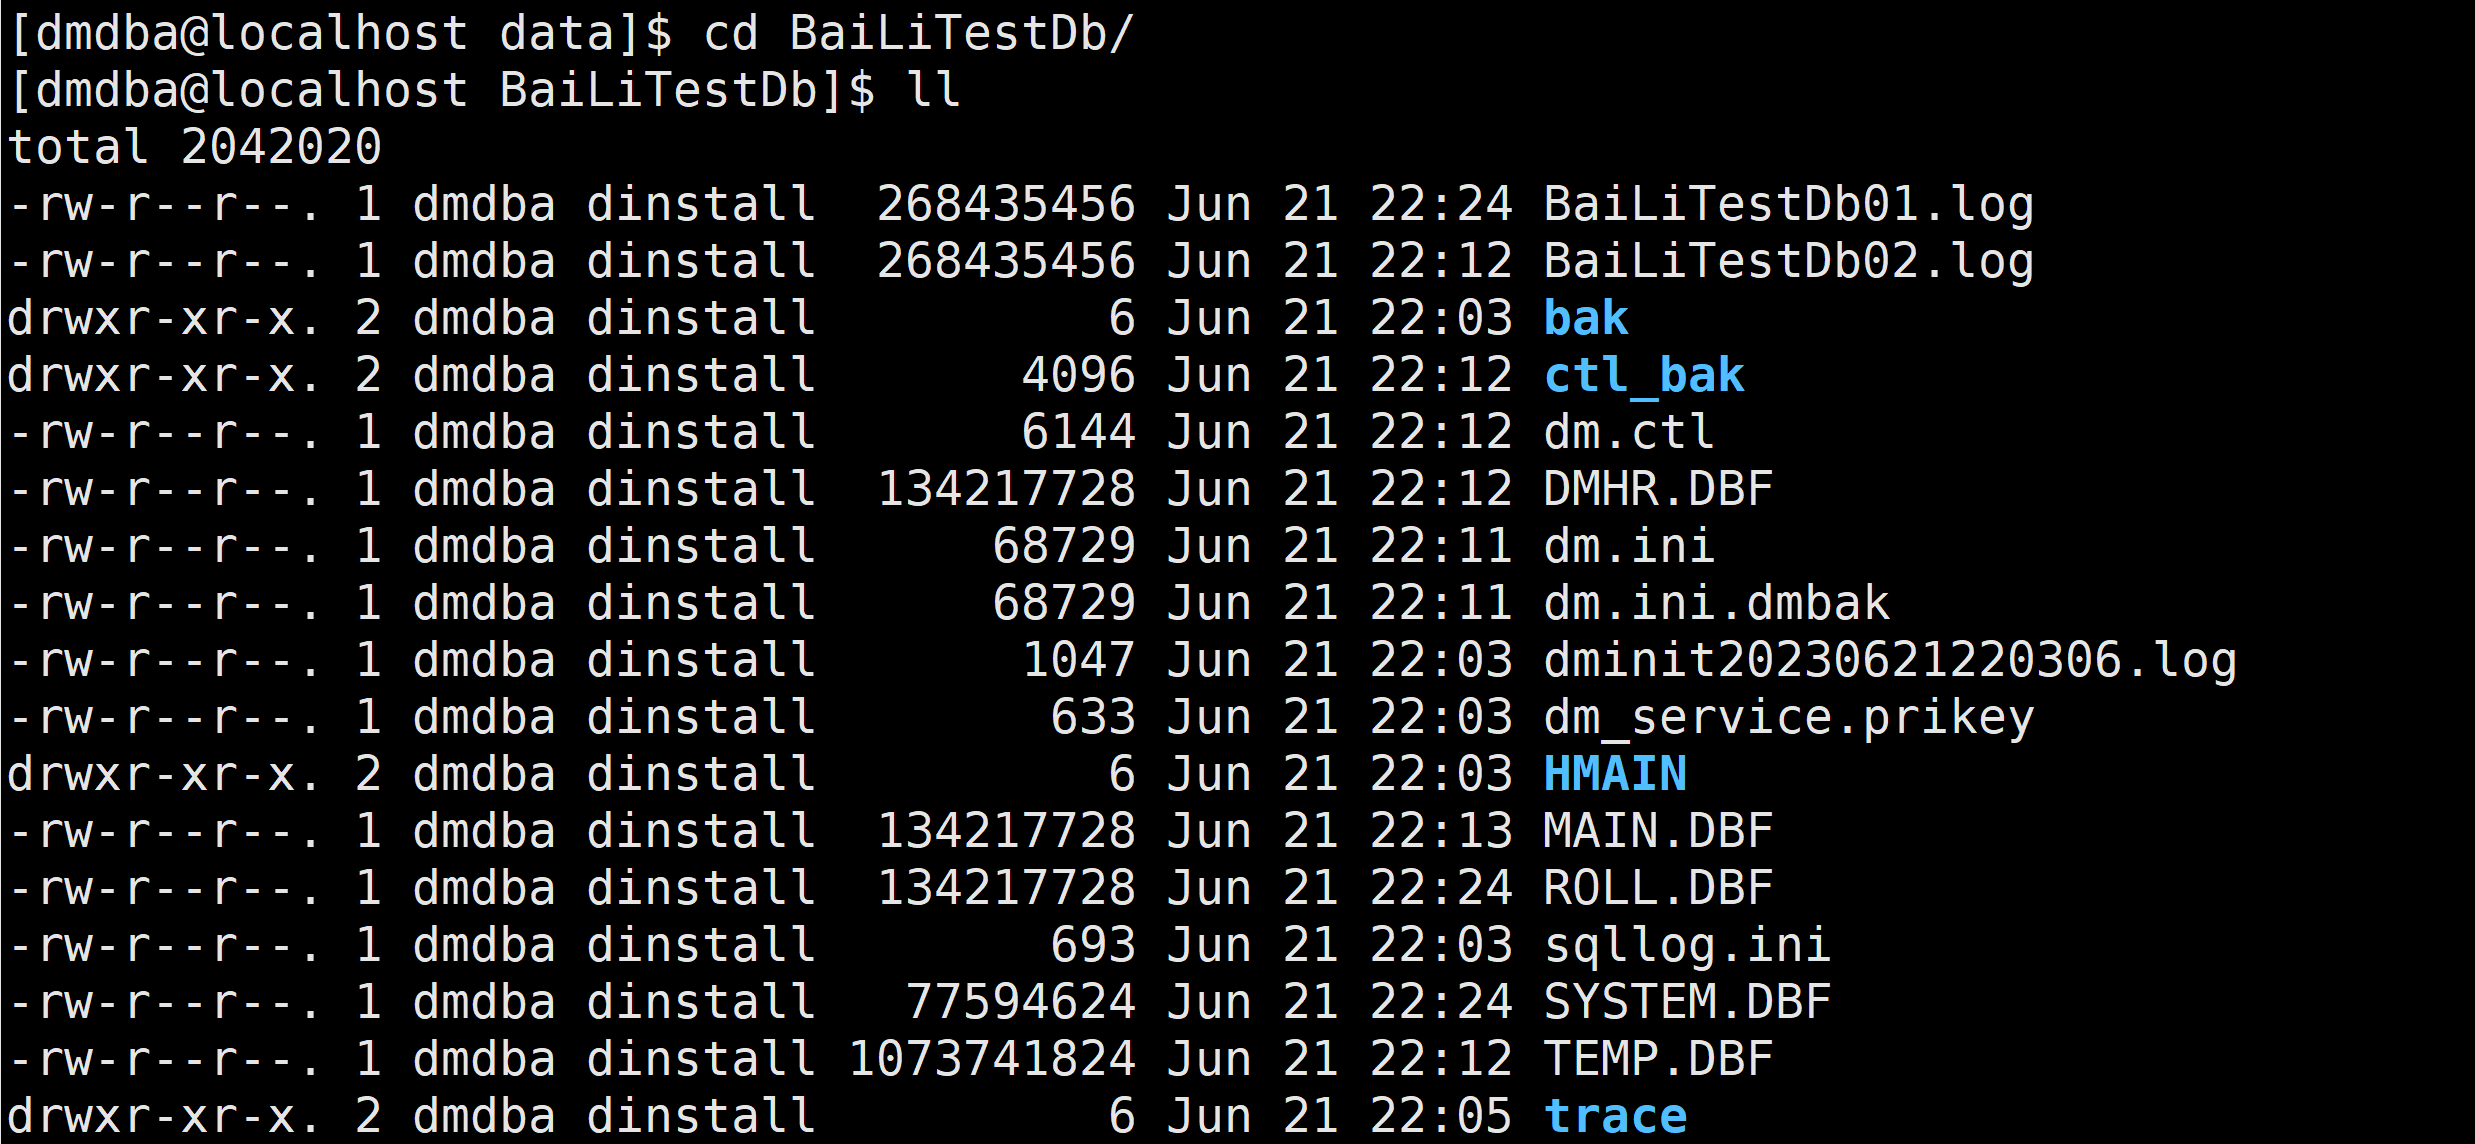 [dmdba@localhost data]$ cd BaiLiTestDb/
[dmdba@localhost BaiLiTestDb]$ ll
total 2042020
-rw-r--r--. 1 dmdba dinstall  268435456 Jun 21 22:24 BaiLiTestDb01.log
-rw-r--r--. 1 dmdba dinstall  268435456 Jun 21 22:12 BaiLiTestDb02.log
drwxr-xr-x. 2 dmdba dinstall          6 Jun 21 22:03 bak
drwxr-xr-x. 2 dmdba dinstall       4096 Jun 21 22:12 ctl_bak
-rw-r--r--. 1 dmdba dinstall       6144 Jun 21 22:12 dm.ctl
-rw-r--r--. 1 dmdba dinstall  134217728 Jun 21 22:12 DMHR.DBF
-rw-r--r--. 1 dmdba dinstall      68729 Jun 21 22:11 dm.ini
-rw-r--r--. 1 dmdba dinstall      68729 Jun 21 22:11 dm.ini.dmbak
-rw-r--r--. 1 dmdba dinstall       1047 Jun 21 22:03 dminit20230621220306.log
-rw-r--r--. 1 dmdba dinstall        633 Jun 21 22:03 dm_service.prikey
drwxr-xr-x. 2 dmdba dinstall          6 Jun 21 22:03 HMAIN
-rw-r--r--. 1 dmdba dinstall  134217728 Jun 21 22:13 MAIN.DBF
-rw-r--r--. 1 dmdba dinstall  134217728 Jun 21 22:24 ROLL.DBF
-rw-r--r--. 1 dmdba dinstall        693 Jun 21 22:03 sqllog.ini
-rw-r--r--. 1 dmdba dinstall   77594624 Jun 21 22:24 SYSTEM.DBF
-rw-r--r--. 1 dmdba dinstall 1073741824 Jun 21 22:12 TEMP.DBF
drwxr-xr-x. 2 dmdba dinstall          6 Jun 21 22:05 trace